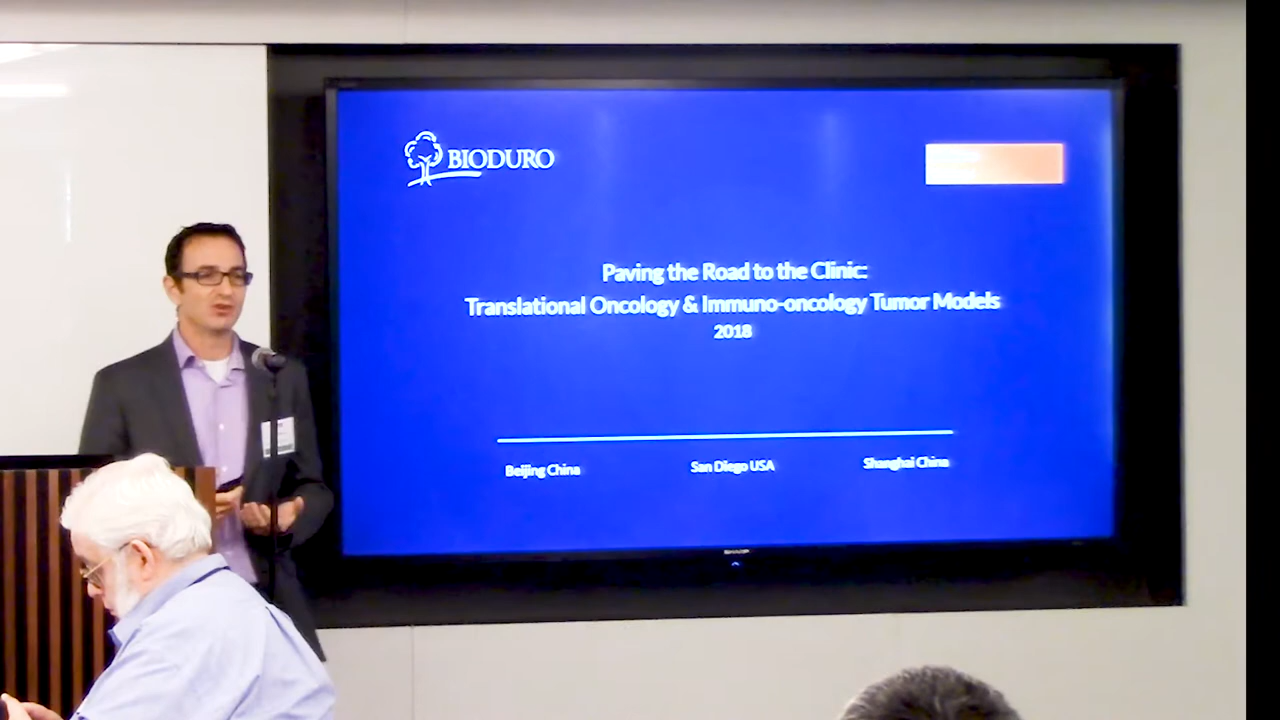 BIODURO
Paving the Road to the Clinic:
Translational Oncology & Immuno-oncology Tumor Models
2018
Beijing China
San Diego USA
Shanghai China
SHARP